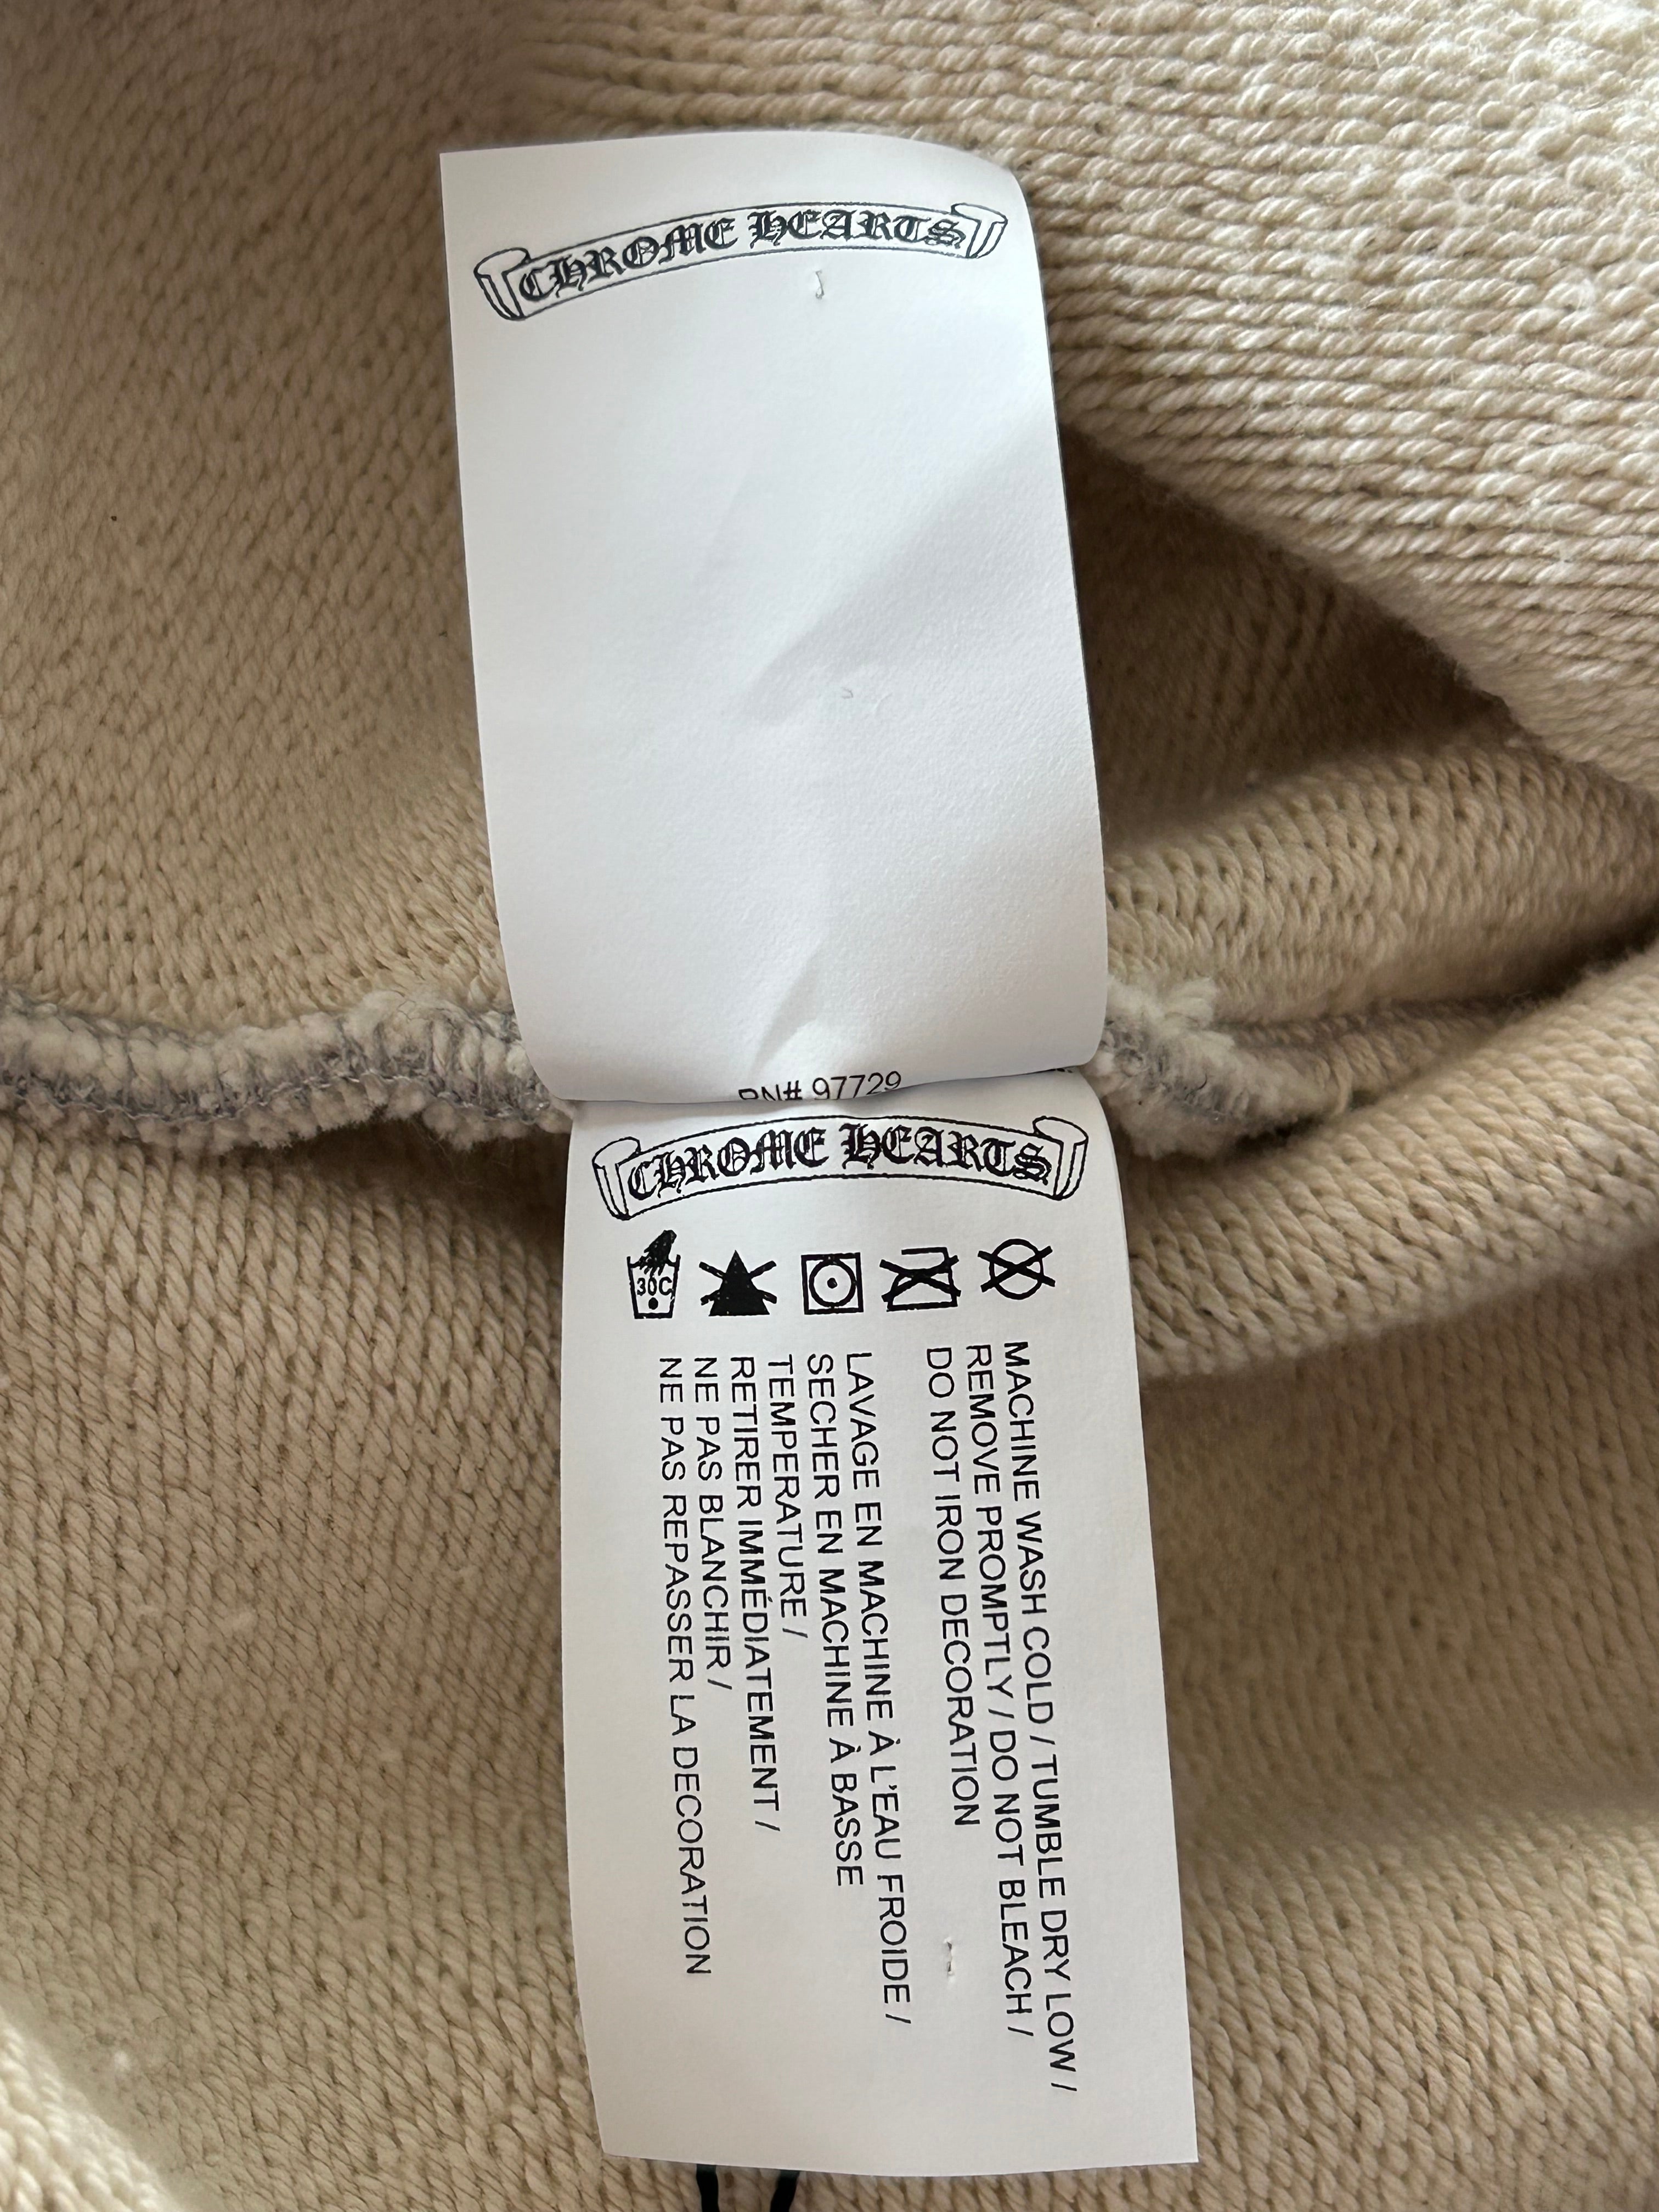 CHROME HEARTS
RN# 97729
CHROME HEARTS
30C
MACHINE WASH COLD / TUMBLE DRY LOW /
REMOVE PROMPTLY / DO NOT BLEACH /
DO NOT IRON DECORATION
LAVAGE EN MACHINE À L'EAU FROIDE /
SECHER EN MACHINE À BASSE
TEMPERATURE /
RETIRER IMMÉDIATEMENT /
NE PAS BLANCHIR /
NE PAS REPASSER LA DECORATION